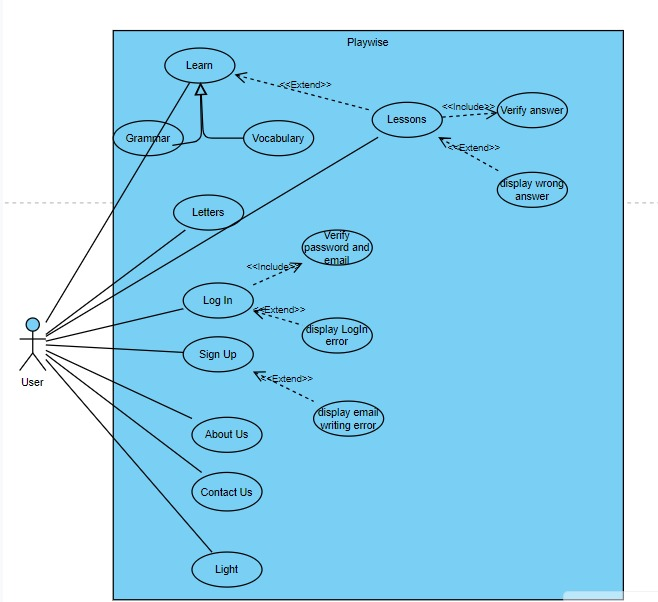 Playwise
Learn
<<Extend>>
<<Include>>
Verify answer
Lessons
Grammar
Vocabulary
<<Extend>>
display wrong
answer
Letters
Verify
password and
email
<<Include>>
Log In
<<Extend>>
display LogIn
error
Sign Up
User
<<Extend>>
display email
writing error
About Us
Contact Us
Light